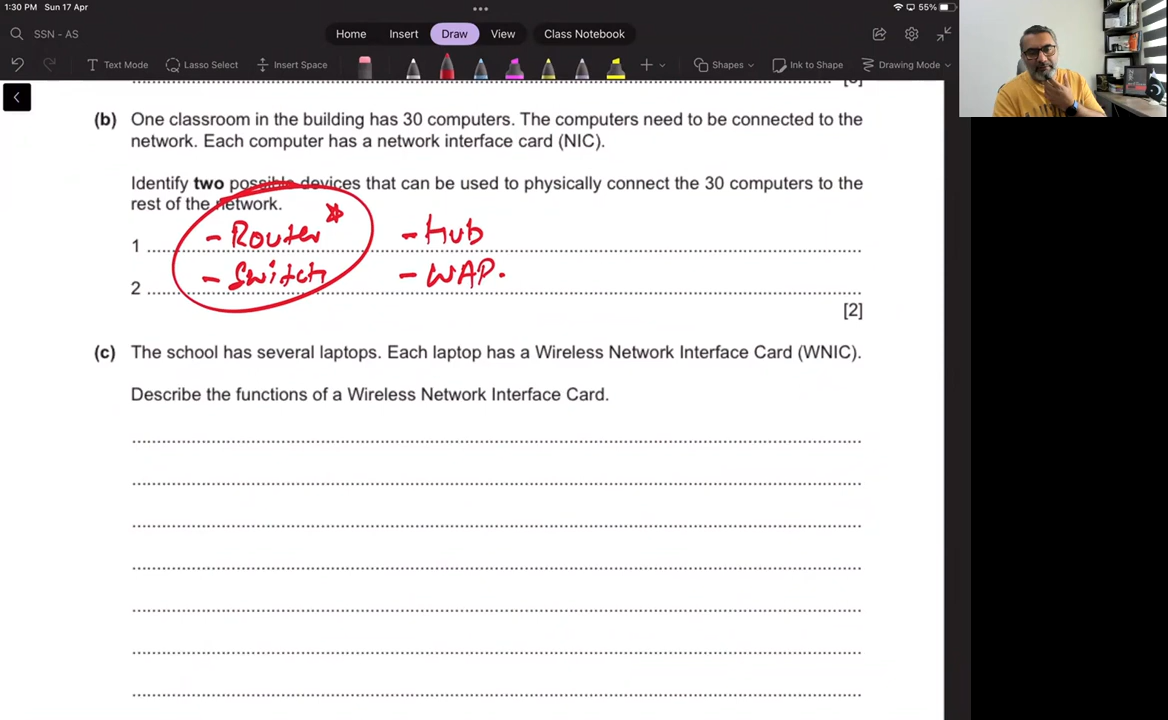 1:30 PM Sun 17 Apr
55%
SSN - AS
Home Insert Draw View Class Notebook
Text Mode Lasso Select Insert Space Shapes Ink to Shape Drawing Mode
(b) One classroom in the building has 30 computers. The computers need to be connected to the
network. Each computer has a network interface card (NIC).
Identify two possible devices that can be used to physically connect the 30 computers to the
rest of the network.
1 - Router - Hub
2 - Switch - WAP.
[2]
(c) The school has several laptops. Each laptop has a Wireless Network Interface Card (WNIC).
Describe the functions of a Wireless Network Interface Card.